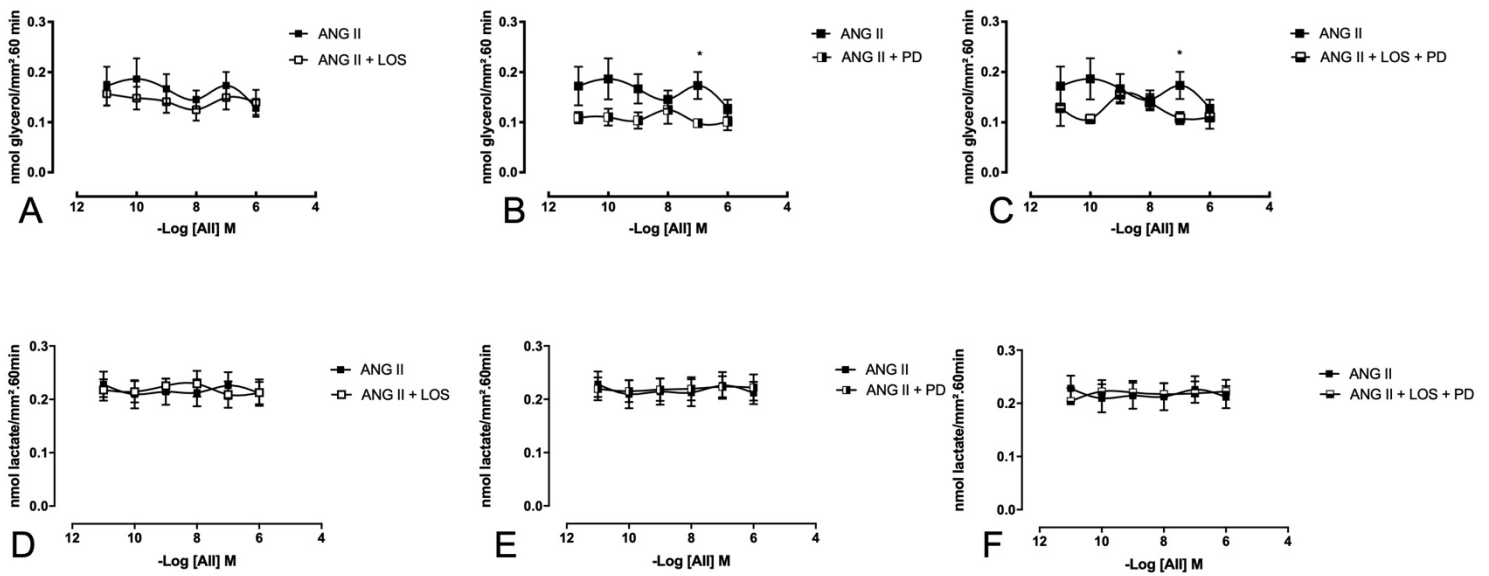 nmol glycerol/mm².60 min
0.3
0.2
0.1
0.0
ANG II
ANG II + LOS
12
10
8
6
4
-Log [AII] M
A
nmol glycerol/mm².60 min
0.3
0.2
0.1
0.0
*
ANG II
ANG II + PD
12
10
8
6
4
-Log [AII] M
B
nmol glycerol/mm².60 min
0.3
0.2
0.1
0.0
*
ANG II
ANG II + LOS + PD
12
10
8
6
4
-Log [AII] M
C
nmol lactate/mm².60min
0.3
0.2
0.1
0.0
ANG II
ANG II + LOS
12
10
8
6
4
-Log [AII] M
D
nmol lactate/mm².60min
0.3
0.2
0.1
0.0
ANG II
ANG II + PD
12
10
8
6
4
-Log [AII] M
E
nmol lactate/mm².60min
0.3
0.2
0.1
0.0
ANG II
ANG II + LOS + PD
12
10
8
6
4
-Log [AII] M
F